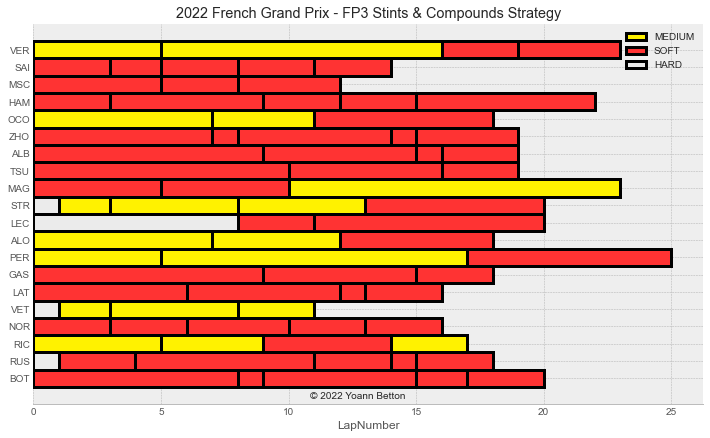 2022 French Grand Prix - FP3 Stints & Compounds Strategy
MEDIUM
SOFT
HARD
VER
SAI
MSC
HAM
OCO
ZHO
ALB
TSU
MAG
STR
LEC
ALO
PER
GAS
LAT
VET
NOR
RIC
RUS
BOT
© 2022 Yoann Betton
0 5 10 15 20 25
LapNumber